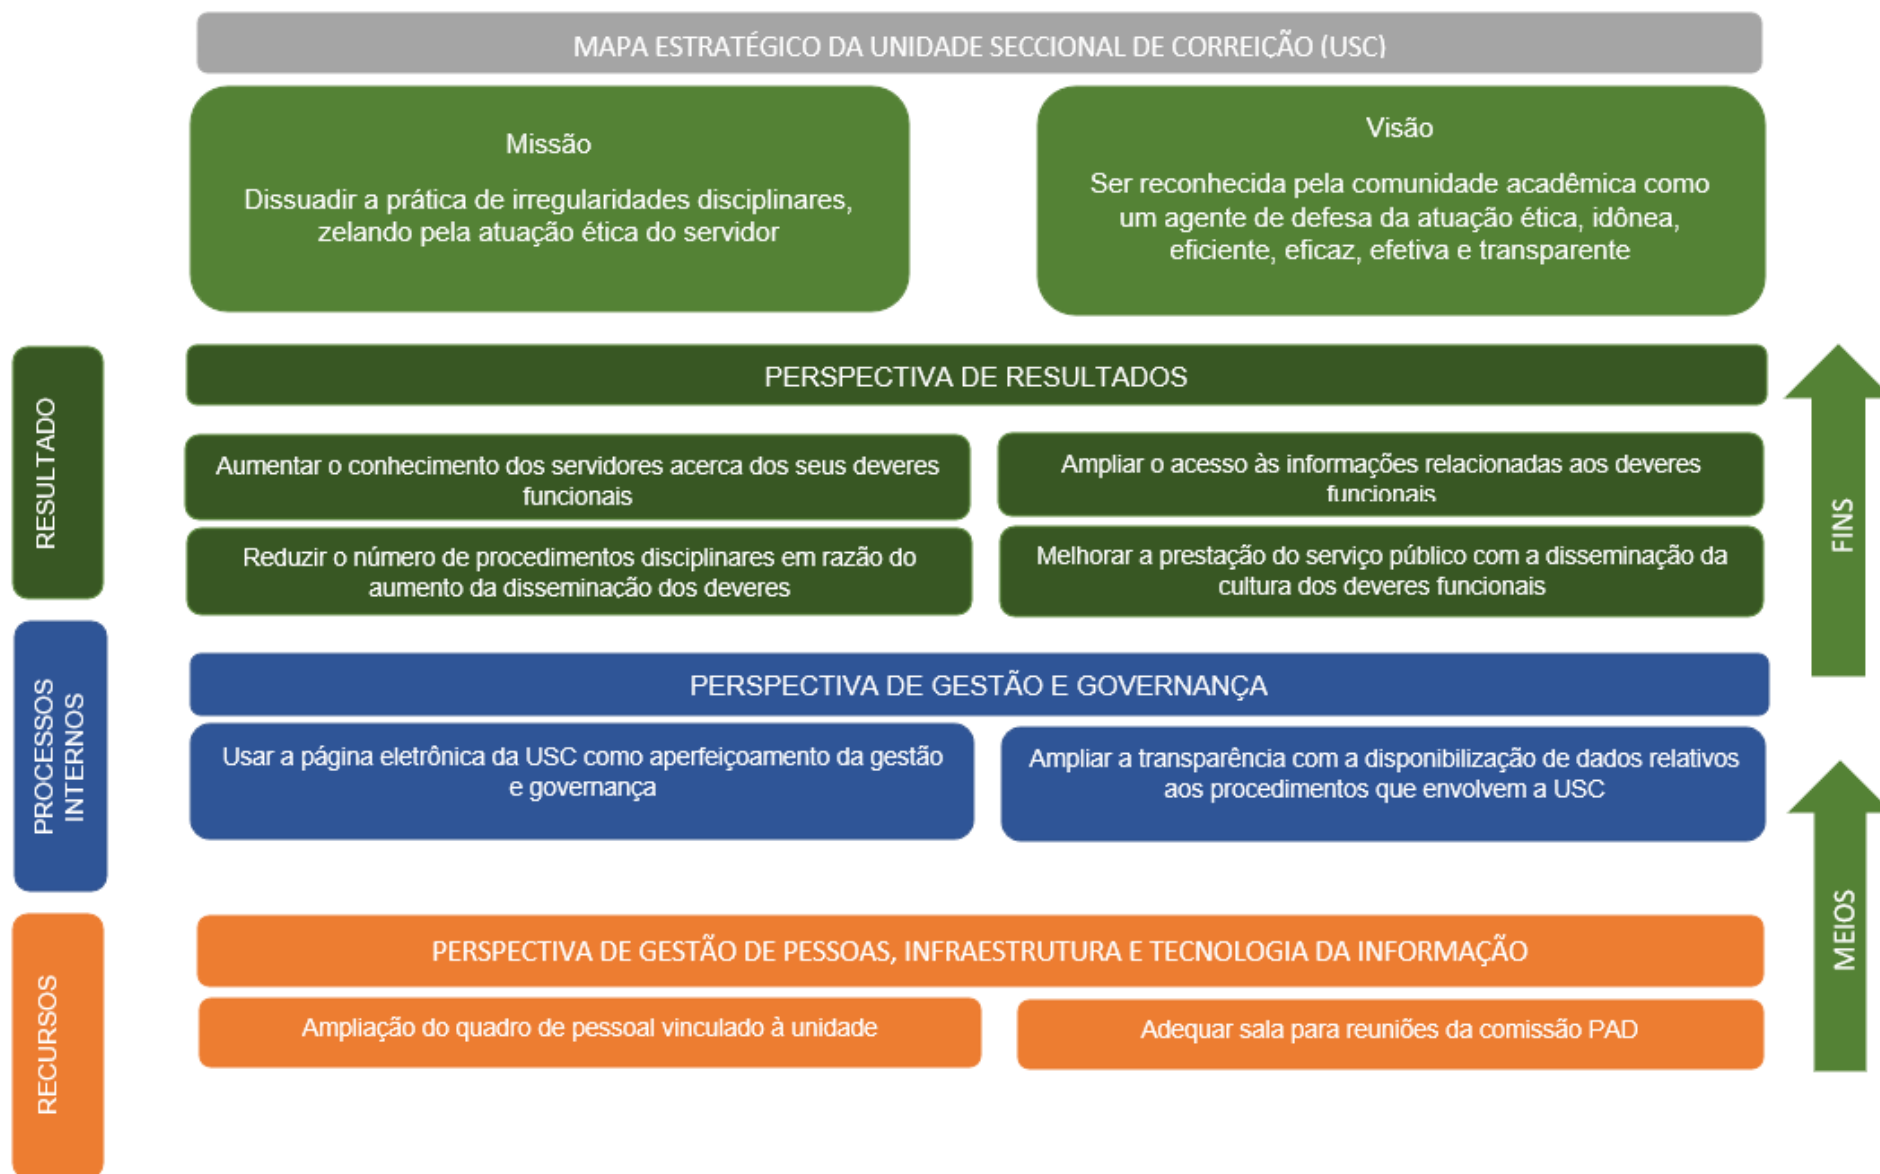 MAPA ESTRATÉGICO DA UNIDADE SECCIONAL DE CORREIÇÃO (USC)
Missão
Dissuadir a prática de irregularidades disciplinares,
zelando pela atuação ética do servidor
Visão
Ser reconhecida pela comunidade acadêmica como
um agente de defesa da atuação ética, idônea,
eficiente, eficaz, efetiva e transparente
RESULTADO
PERSPECTIVA DE RESULTADOS
Aumentar o conhecimento dos servidores acerca dos seus deveres
funcionais
Ampliar o acesso às informações relacionadas aos deveres
funcionais
Reduzir o número de procedimentos disciplinares em razão do
aumento da disseminação dos deveres
Melhorar a prestação do serviço público com a disseminação da
cultura dos deveres funcionais
FINS
PROCESSOS
INTERNOS
PERSPECTIVA DE GESTÃO E GOVERNANÇA
Usar a página eletrônica da USC como aperfeiçoamento da gestão
e governança
Ampliar a transparência com a disponibilização de dados relativos
aos procedimentos que envolvem a USC
MEIOS
RECURSOS
PERSPECTIVA DE GESTÃO DE PESSOAS, INFRAESTRUTURA E TECNOLOGIA DA INFORMAÇÃO
Ampliação do quadro de pessoal vinculado à unidade
Adequar sala para reuniões da comissão PAD